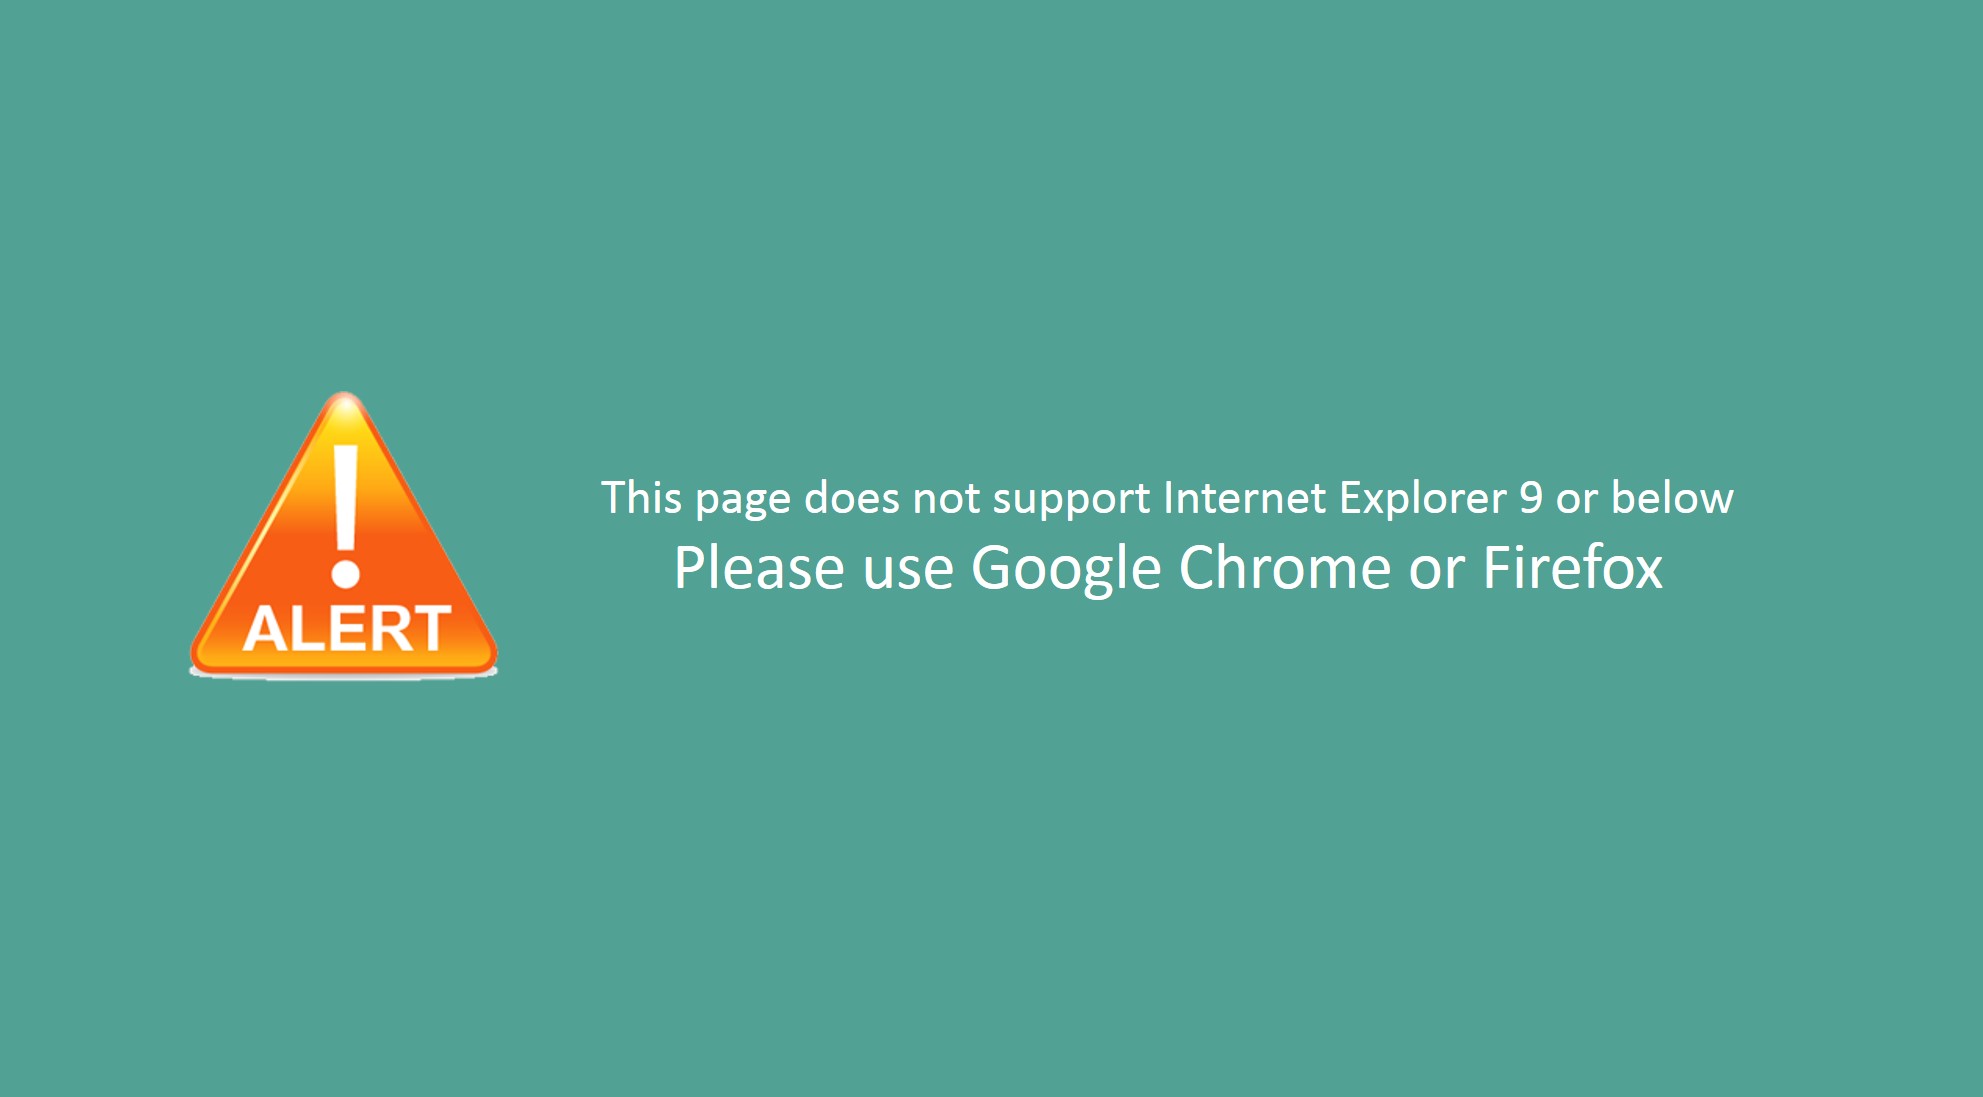 !
ALERT
This page does not support Internet Explorer 9 or below
Please use Google Chrome or Firefox